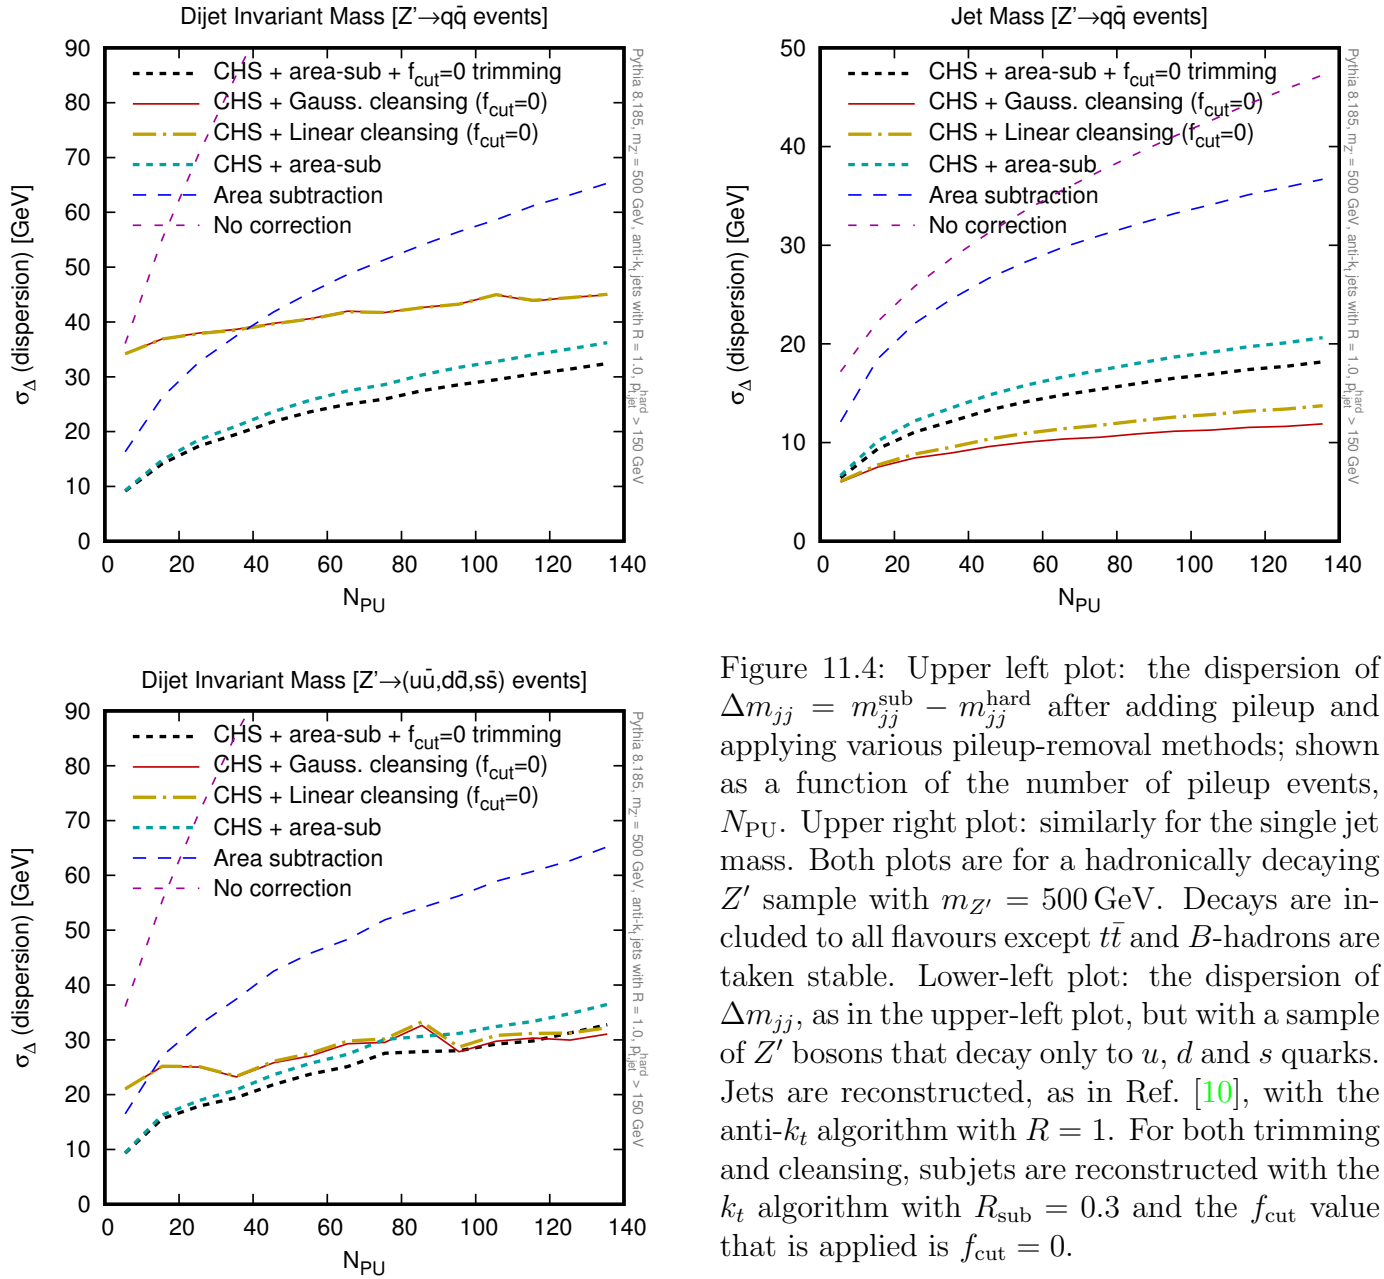 Dijet Invariant Mass [Z'→qq̄ events]
90
80
70
60
50
40
30
20
10
0
σΔ (dispersion) [GeV]
CHS + area-sub + fcut=0 trimming
CHS + Gauss. cleansing (fcut=0)
CHS + Linear cleansing (fcut=0)
CHS + area-sub
Area subtraction
No correction
0 20 40 60 80 100 120 140
NPU
Pythia 8.185, mZ' = 500 GeV, anti-kt jets with R = 1.0, pt,jet^hard > 150 GeV
Jet Mass [Z'→qq̄ events]
50
40
30
20
10
0
σΔ (dispersion) [GeV]
CHS + area-sub + fcut=0 trimming
CHS + Gauss. cleansing (fcut=0)
CHS + Linear cleansing (fcut=0)
CHS + area-sub
Area subtraction
No correction
0 20 40 60 80 100 120 140
NPU
Pythia 8.185, mZ' = 500 GeV, anti-kt jets with R = 1.0, pt,jet^hard > 150 GeV
Dijet Invariant Mass [Z'→(uū,dd̄,ss̄) events]
90
80
70
60
50
40
30
20
10
0
σΔ (dispersion) [GeV]
CHS + area-sub + fcut=0 trimming
CHS + Gauss. cleansing (fcut=0)
CHS + Linear cleansing (fcut=0)
CHS + area-sub
Area subtraction
No correction
0 20 40 60 80 100 120 140
NPU
Pythia 8.185, mZ' = 500 GeV, anti-kt jets with R = 1.0, pt,jet^hard > 150 GeV
Figure 11.4: Upper left plot: the dispersion of
Δmjj = mjj^sub − mjj^hard after adding pileup and
applying various pileup-removal methods; shown
as a function of the number of pileup events,
NPU. Upper right plot: similarly for the single jet
mass. Both plots are for a hadronically decaying
Z′ sample with mZ′ = 500 GeV. Decays are in-
cluded to all flavours except tt̄ and B-hadrons are
taken stable. Lower-left plot: the dispersion of
Δmjj, as in the upper-left plot, but with a sample
of Z′ bosons that decay only to u, d and s quarks.
Jets are reconstructed, as in Ref. [10], with the
anti-kt algorithm with R = 1. For both trimming
and cleansing, subjets are reconstructed with the
kt algorithm with Rsub = 0.3 and the fcut value
that is applied is fcut = 0.